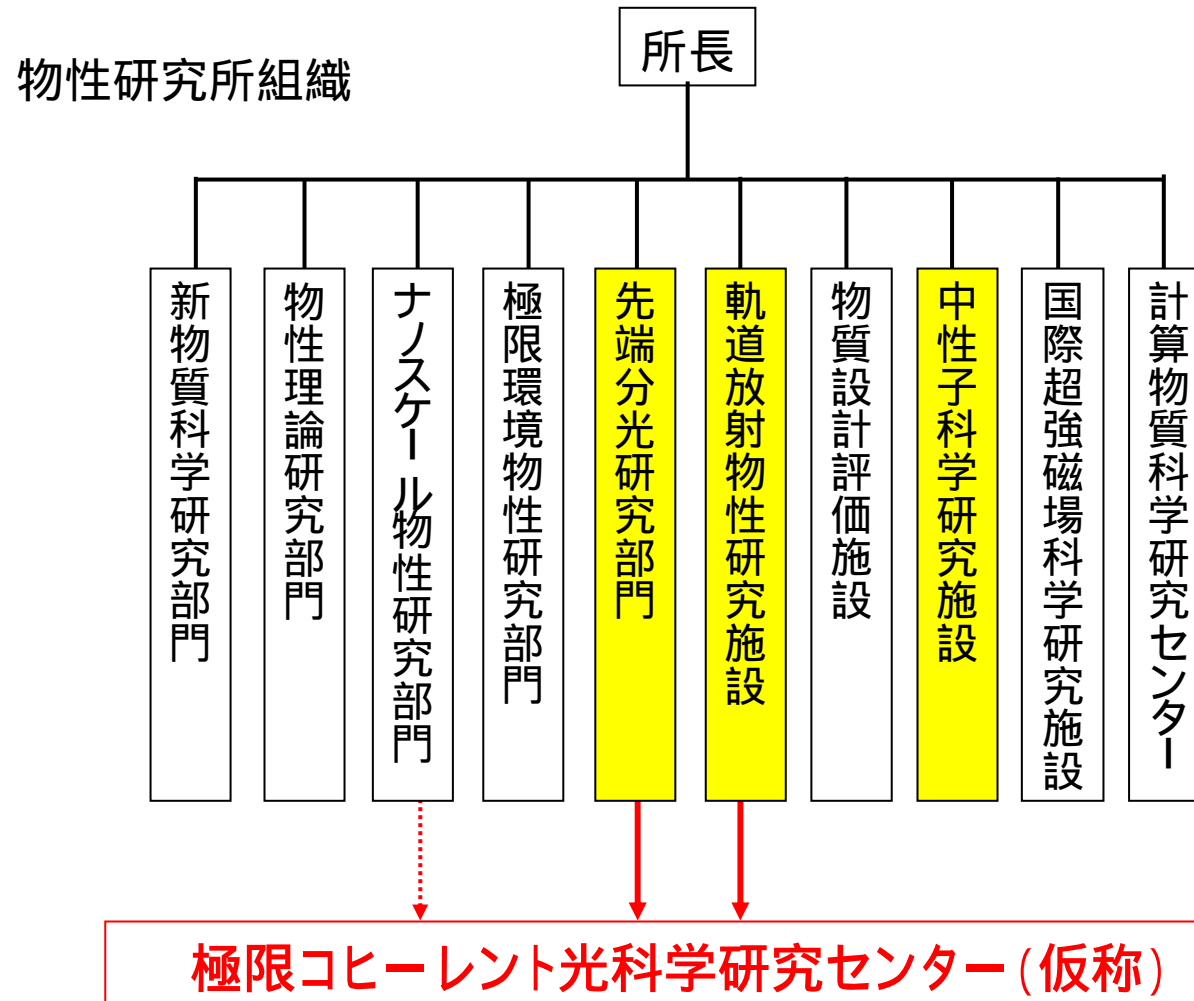 物性研究所組織
所長
新物質科学研究部門
物性理論研究部門
ナノスケール物性研究部門
極限環境物性研究部門
先端分光研究部門
軌道放射物性研究施設
物質設計評価施設
中性子科学研究施設
国際超強磁場科学研究施設
計算物質科学研究センター
極限コヒーレント光科学研究センター(仮称)